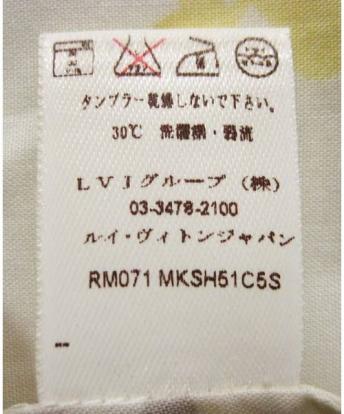 タンブラー乾燥しないで下さい。
30℃ 洗濯機・弱流
LVJグループ（株）
03-3478-2100
ルイ・ヴィトンジャパン
RM071 MKSH51C5S